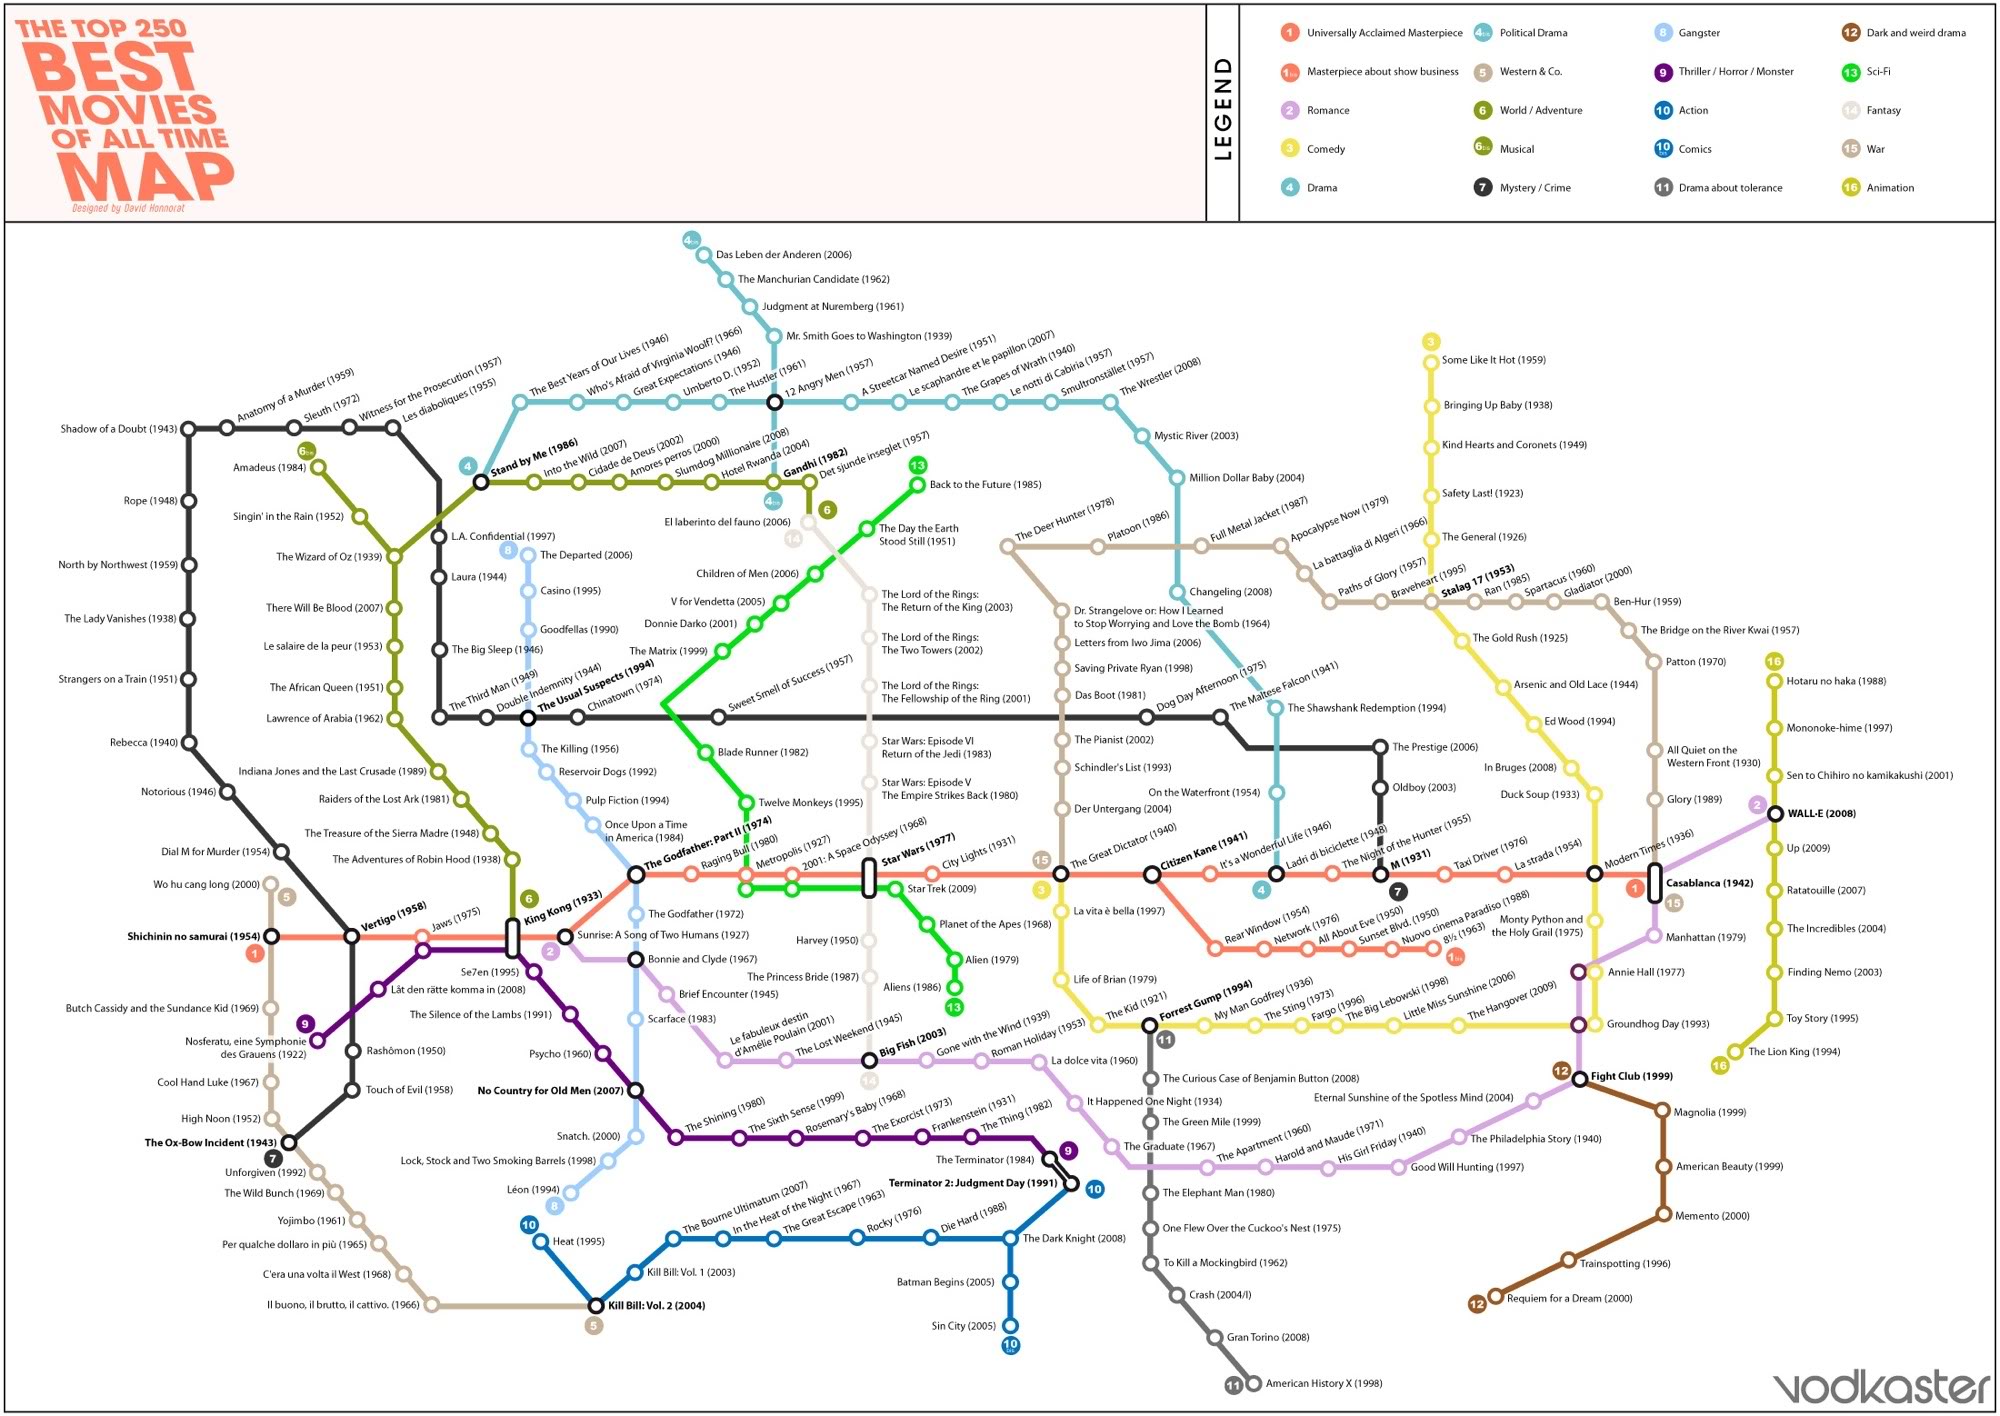 THE TOP 250
BEST
MOVIES
OF ALL TIME
MAP
Designed by David Honnorat
LEGEND
1 Universally Acclaimed Masterpiece
1bis Masterpiece about show business
2 Romance
3 Comedy
4 Drama
4bis Political Drama
5 Western & Co.
6 World / Adventure
6bis Musical
7 Mystery / Crime
8 Gangster
9 Thriller / Horror / Monster
10 Action
10bis Comics
11 Drama about tolerance
12 Dark and weird drama
13 Sci-Fi
14 Fantasy
15 War
16 Animation
4bis
Das Leben der Anderen (2006)
The Manchurian Candidate (1962)
Judgment at Nuremberg (1961)
Mr. Smith Goes to Washington (1939)
The Best Years of Our Lives (1946)
Who's Afraid of Virginia Woolf? (1966)
Great Expectations (1946)
Umberto D. (1952)
The Hustler (1961)
12 Angry Men (1957)
A Streetcar Named Desire (1951)
Le scaphandre et le papillon (2007)
The Grapes of Wrath (1940)
Le notti di Cabiria (1957)
Smultronstället (1957)
The Wrestler (2008)
Mystic River (2003)
Million Dollar Baby (2004)
Changeling (2008)
The Shawshank Redemption (1994)
On the Waterfront (1954)
4
Shadow of a Doubt (1943)
Anatomy of a Murder (1959)
Sleuth (1972)
Witness for the Prosecution (1957)
Les diaboliques (1955)
Rope (1948)
North by Northwest (1959)
The Lady Vanishes (1938)
Strangers on a Train (1951)
Rebecca (1940)
Notorious (1946)
Dial M for Murder (1954)
Vertigo (1958)
Rashômon (1950)
Touch of Evil (1958)
The Ox-Bow Incident (1943)
7
6bis
Amadeus (1984)
Singin' in the Rain (1952)
The Wizard of Oz (1939)
There Will Be Blood (2007)
Le salaire de la peur (1953)
The African Queen (1951)
Lawrence of Arabia (1962)
Indiana Jones and the Last Crusade (1989)
Raiders of the Lost Ark (1981)
The Treasure of the Sierra Madre (1948)
The Adventures of Robin Hood (1938)
6
4
Stand by Me (1986)
Into the Wild (2007)
Cidade de Deus (2002)
Amores perros (2000)
Slumdog Millionaire (2008)
Hotel Rwanda (2004)
Gandhi (1982)
4bis
Det sjunde inseglet (1957)
6
L.A. Confidential (1997)
Laura (1944)
The Big Sleep (1946)
The Third Man (1949)
Double Indemnity (1944)
The Usual Suspects (1994)
Chinatown (1974)
Sweet Smell of Success (1957)
Dog Day Afternoon (1975)
The Maltese Falcon (1941)
The Prestige (2006)
Oldboy (2003)
7
8
The Departed (2006)
Casino (1995)
Goodfellas (1990)
The Killing (1956)
Reservoir Dogs (1992)
Pulp Fiction (1994)
Once Upon a Time
in America (1984)
The Godfather: Part II (1974)
The Godfather (1972)
Bonnie and Clyde (1967)
Scarface (1983)
No Country for Old Men (2007)
Snatch. (2000)
Lock, Stock and Two Smoking Barrels (1998)
Léon (1994)
8
13
Back to the Future (1985)
The Day the Earth
Stood Still (1951)
Children of Men (2006)
V for Vendetta (2005)
Donnie Darko (2001)
The Matrix (1999)
Blade Runner (1982)
Twelve Monkeys (1995)
Star Trek (2009)
Planet of the Apes (1968)
Alien (1979)
Aliens (1986)
13
El laberinto del fauno (2006)
14
The Lord of the Rings:
The Return of the King (2003)
The Lord of the Rings:
The Two Towers (2002)
The Lord of the Rings:
The Fellowship of the Ring (2001)
Star Wars: Episode VI
Return of the Jedi (1983)
Star Wars: Episode V
The Empire Strikes Back (1980)
Star Wars (1977)
Harvey (1950)
The Princess Bride (1987)
Big Fish (2003)
14
The Deer Hunter (1978)
Platoon (1986)
Full Metal Jacket (1987)
Apocalypse Now (1979)
La battaglia di Algeri (1966)
Paths of Glory (1957)
Braveheart (1995)
Stalag 17 (1953)
Ran (1985)
Spartacus (1960)
Gladiator (2000)
Ben-Hur (1959)
The Bridge on the River Kwai (1957)
Patton (1970)
All Quiet on the
Western Front (1930)
Glory (1989)
Dr. Strangelove or: How I Learned
to Stop Worrying and Love the Bomb (1964)
Letters from Iwo Jima (2006)
Saving Private Ryan (1998)
Das Boot (1981)
The Pianist (2002)
Schindler's List (1993)
Der Untergang (2004)
15
3
Some Like It Hot (1959)
Bringing Up Baby (1938)
Kind Hearts and Coronets (1949)
Safety Last! (1923)
The General (1926)
The Gold Rush (1925)
Arsenic and Old Lace (1944)
Ed Wood (1994)
In Bruges (2008)
Duck Soup (1933)
Monty Python and
the Holy Grail (1975)
Annie Hall (1977)
Groundhog Day (1993)
The Hangover (2009)
Little Miss Sunshine (2006)
The Big Lebowski (1998)
Fargo (1996)
The Sting (1973)
My Man Godfrey (1936)
Forrest Gump (1994)
The Kid (1921)
Life of Brian (1979)
La vita è bella (1997)
3
1
Shichinin no samurai (1954)
Jaws (1975)
King Kong (1933)
2
Sunrise: A Song of Two Humans (1927)
Raging Bull (1980)
Metropolis (1927)
2001: A Space Odyssey (1968)
City Lights (1931)
The Great Dictator (1940)
Citizen Kane (1941)
It's a Wonderful Life (1946)
Ladri di biciclette (1948)
The Night of the Hunter (1955)
M (1931)
Taxi Driver (1976)
La strada (1954)
Modern Times (1936)
1
Casablanca (1942)
15
Rear Window (1954)
Network (1976)
All About Eve (1950)
Sunset Blvd. (1950)
Nuovo cinema Paradiso (1988)
8½ (1963)
1bis
Brief Encounter (1945)
Le fabuleux destin
d'Amélie Poulain (2001)
The Lost Weekend (1945)
Gone with the Wind (1939)
Roman Holiday (1953)
La dolce vita (1960)
It Happened One Night (1934)
The Graduate (1967)
The Apartment (1960)
Harold and Maude (1971)
His Girl Friday (1940)
Good Will Hunting (1997)
The Philadelphia Story (1940)
Eternal Sunshine of the Spotless Mind (2004)
Manhattan (1979)
2
12
Fight Club (1999)
Magnolia (1999)
American Beauty (1999)
Memento (2000)
Trainspotting (1996)
Requiem for a Dream (2000)
12
16
Hotaru no haka (1988)
Mononoke-hime (1997)
Sen to Chihiro no kamikakushi (2001)
WALL-E (2008)
Up (2009)
Ratatouille (2007)
The Incredibles (2004)
Finding Nemo (2003)
Toy Story (1995)
The Lion King (1994)
16
Wo hu cang long (2000)
5
Butch Cassidy and the Sundance Kid (1969)
Cool Hand Luke (1967)
High Noon (1952)
Unforgiven (1992)
The Wild Bunch (1969)
Yojimbo (1961)
Per qualche dollaro in più (1965)
C'era una volta il West (1968)
Il buono, il brutto, il cattivo. (1966)
Kill Bill: Vol. 2 (2004)
5
9
Nosferatu, eine Symphonie
des Grauens (1922)
Låt den rätte komma in (2008)
Se7en (1995)
The Silence of the Lambs (1991)
Psycho (1960)
The Shining (1980)
The Sixth Sense (1999)
Rosemary's Baby (1968)
The Exorcist (1973)
Frankenstein (1931)
The Thing (1982)
9
The Terminator (1984)
Terminator 2: Judgment Day (1991)
10
10
Heat (1995)
Kill Bill: Vol. 1 (2003)
The Bourne Ultimatum (2007)
In the Heat of the Night (1967)
The Great Escape (1963)
Rocky (1976)
Die Hard (1988)
The Dark Knight (2008)
Batman Begins (2005)
Sin City (2005)
10bis
11
The Curious Case of Benjamin Button (2008)
The Green Mile (1999)
The Elephant Man (1980)
One Flew Over the Cuckoo's Nest (1975)
To Kill a Mockingbird (1962)
Crash (2004/I)
Gran Torino (2008)
American History X (1998)
11
vodkaster